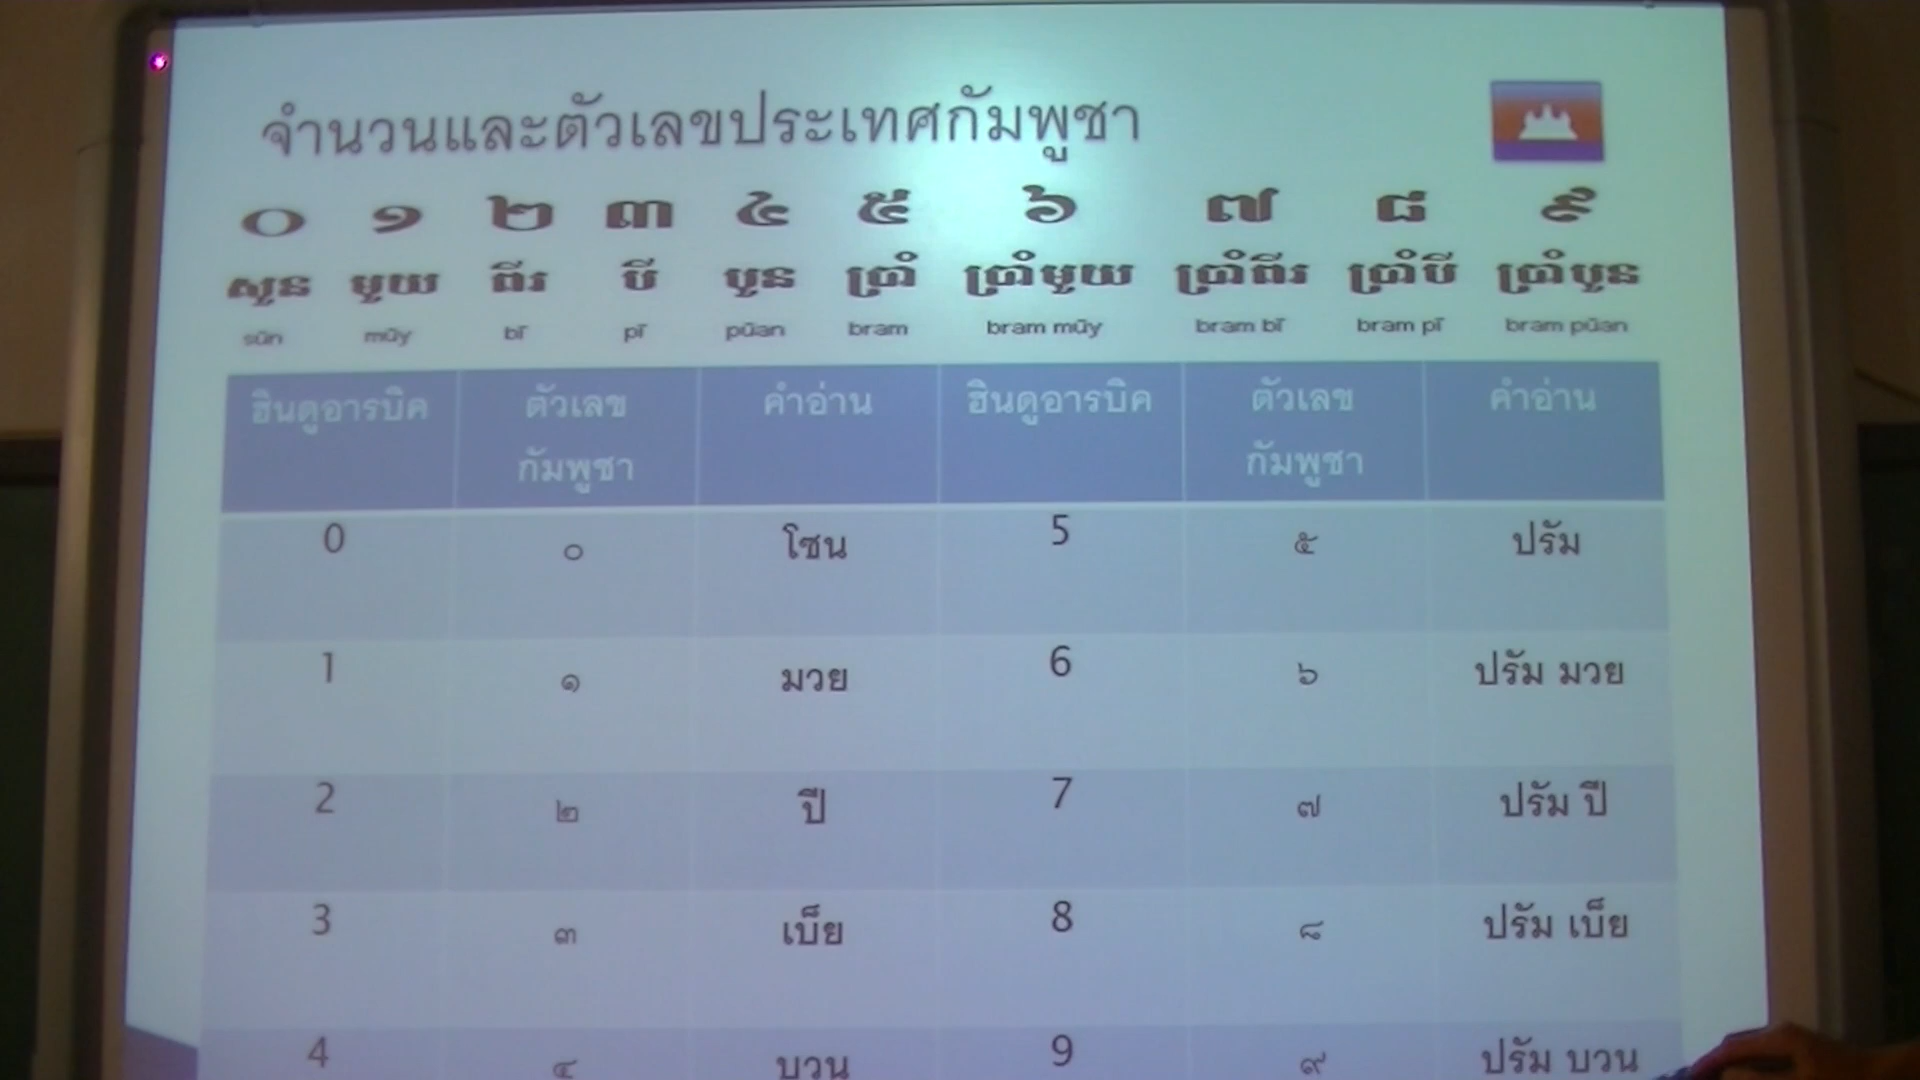 จำนวนและตัวเลขประเทศกัมพูชา
០ ១ ២ ៣ ៤ ៥ ៦ ៧ ៨ ៩
សូន មួយ ពីរ បី បួន ប្រាំ ប្រាំមួយ ប្រាំពីរ ប្រាំបី ប្រាំបួន
sūn mūy bī pī pūan bram bram mūy bram bī bram pī bram pūan
ฮินดูอารบิค ตัวเลข กัมพูชา คำอ่าน ฮินดูอารบิค ตัวเลข กัมพูชา คำอ่าน
0 ๐ โซน 5 ๕ ปรัม
1 ๑ มวย 6 ๖ ปรัม มวย
2 ๒ ปี 7 ๗ ปรัม ปี
3 ๓ เบ็ย 8 ๘ ปรัม เบ็ย
4 ๔ บวน 9 ๙ ปรัม บวน